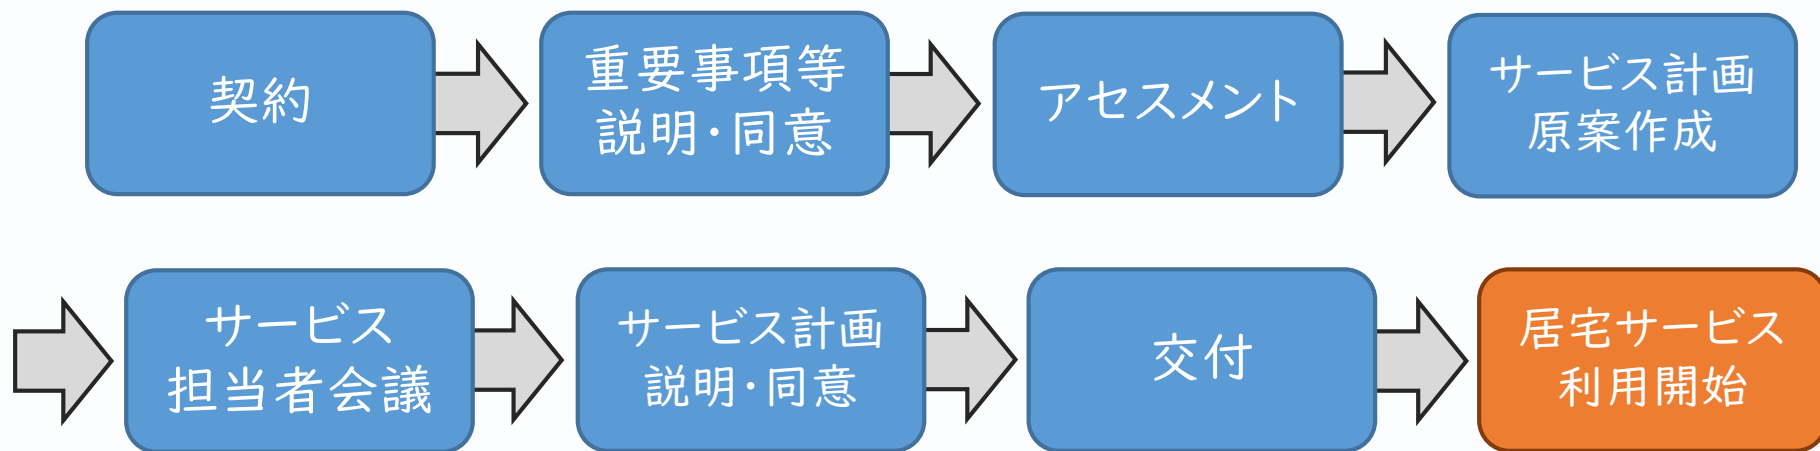 契約
重要事項等
説明・同意
アセスメント
サービス計画
原案作成
サービス
担当者会議
サービス計画
説明・同意
交付
居宅サービス
利用開始